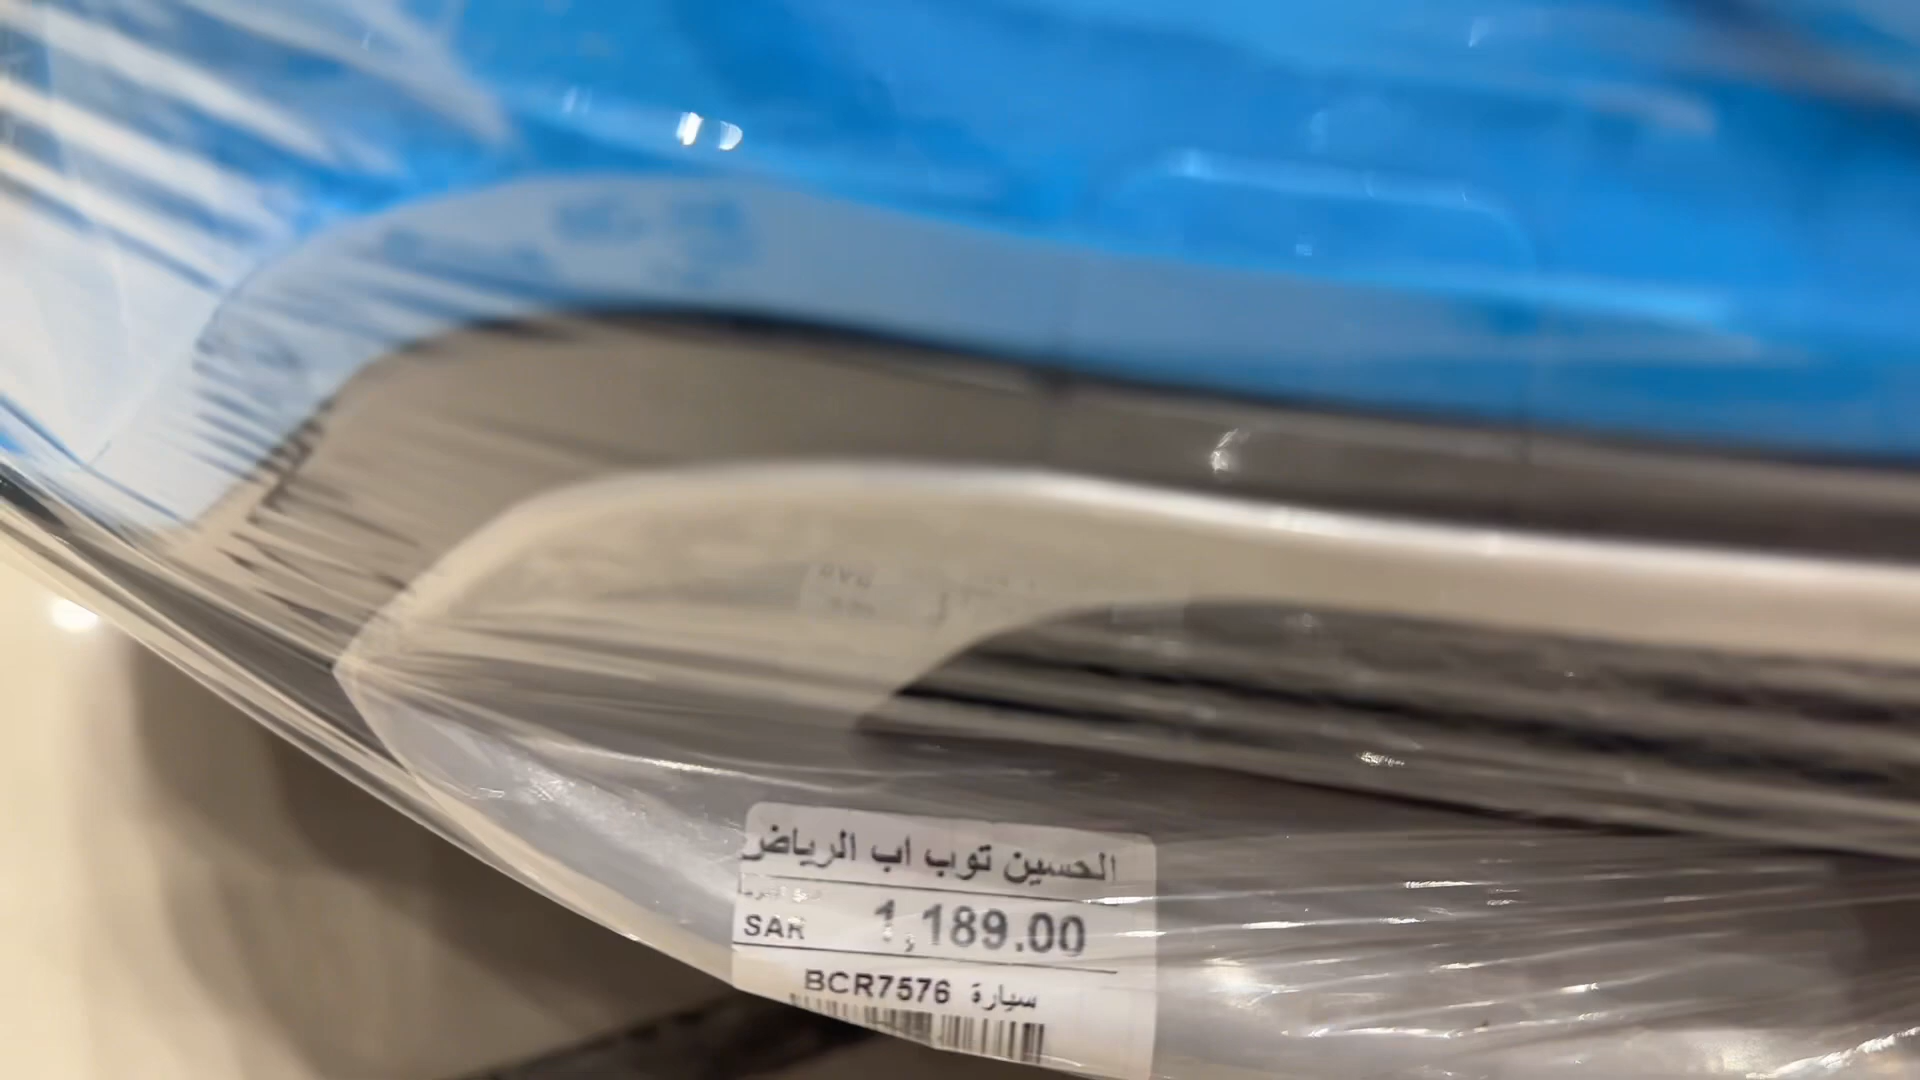 الحسين توب اب الرياض
SAR 1,189.00
BCR7576 سيارة